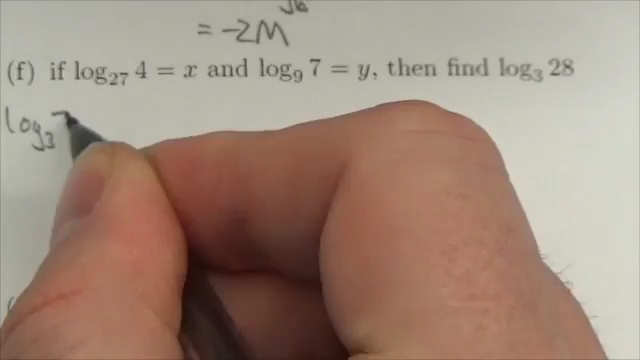 = -2M
(f) if log₂₇ 4 = x and log₉ 7 = y, then find log₃ 28
log₃